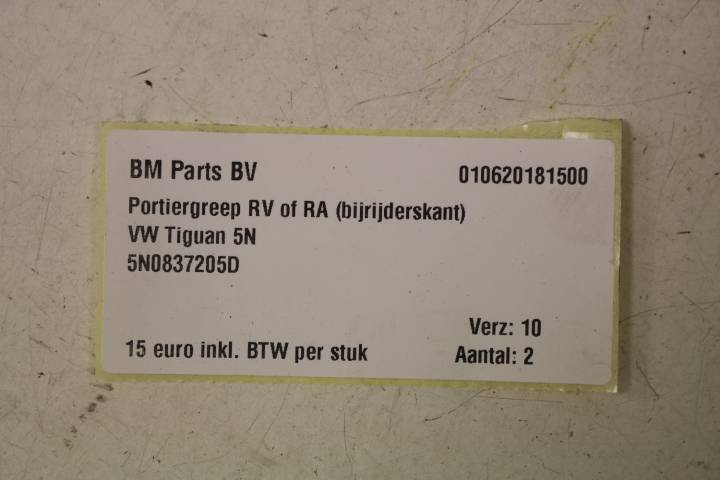 BM Parts BV 010620181500
Portiergreep RV of RA (bijrijderskant)
VW Tiguan 5N
5N0837205D
Verz: 10
15 euro inkl. BTW per stuk Aantal: 2